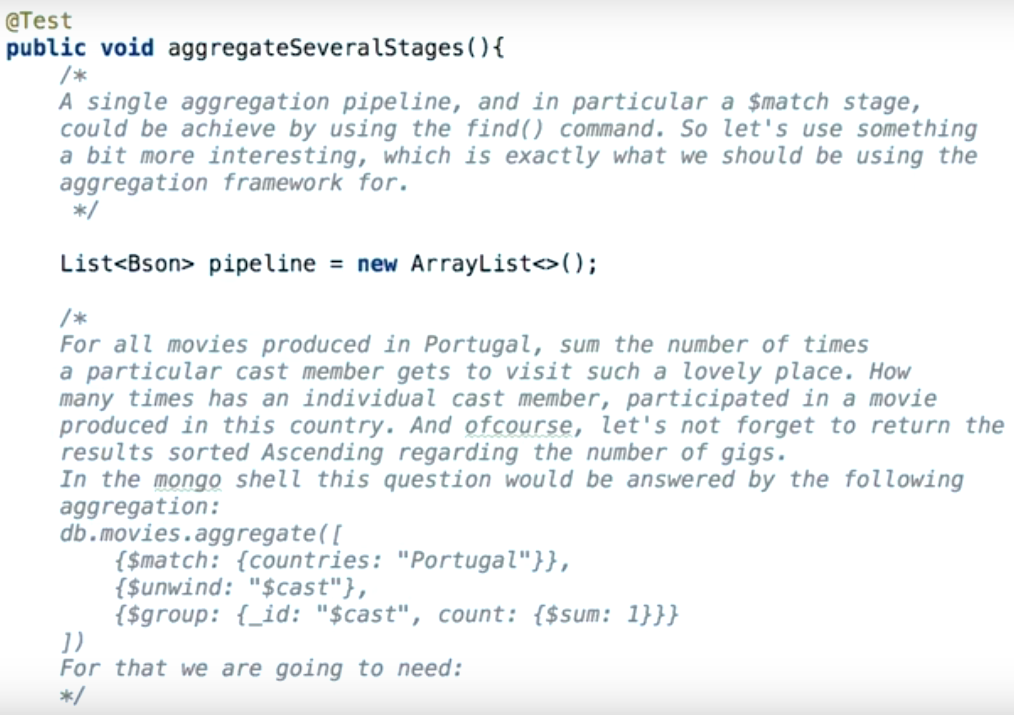 @Test
public void aggregateSeveralStages(){
/*
A single aggregation pipeline, and in particular a $match stage,
could be achieve by using the find() command. So let's use something
a bit more interesting, which is exactly what we should be using the
aggregation framework for.
*/
List<Bson> pipeline = new ArrayList<>();
/*
For all movies produced in Portugal, sum the number of times
a particular cast member gets to visit such a lovely place. How
many times has an individual cast member, participated in a movie
produced in this country. And ofcourse, let's not forget to return the
results sorted Ascending regarding the number of gigs.
In the mongo shell this question would be answered by the following
aggregation:
db.movies.aggregate([
{$match: {countries: "Portugal"}},
{$unwind: "$cast"},
{$group: {_id: "$cast", count: {$sum: 1}}}
])
For that we are going to need:
*/